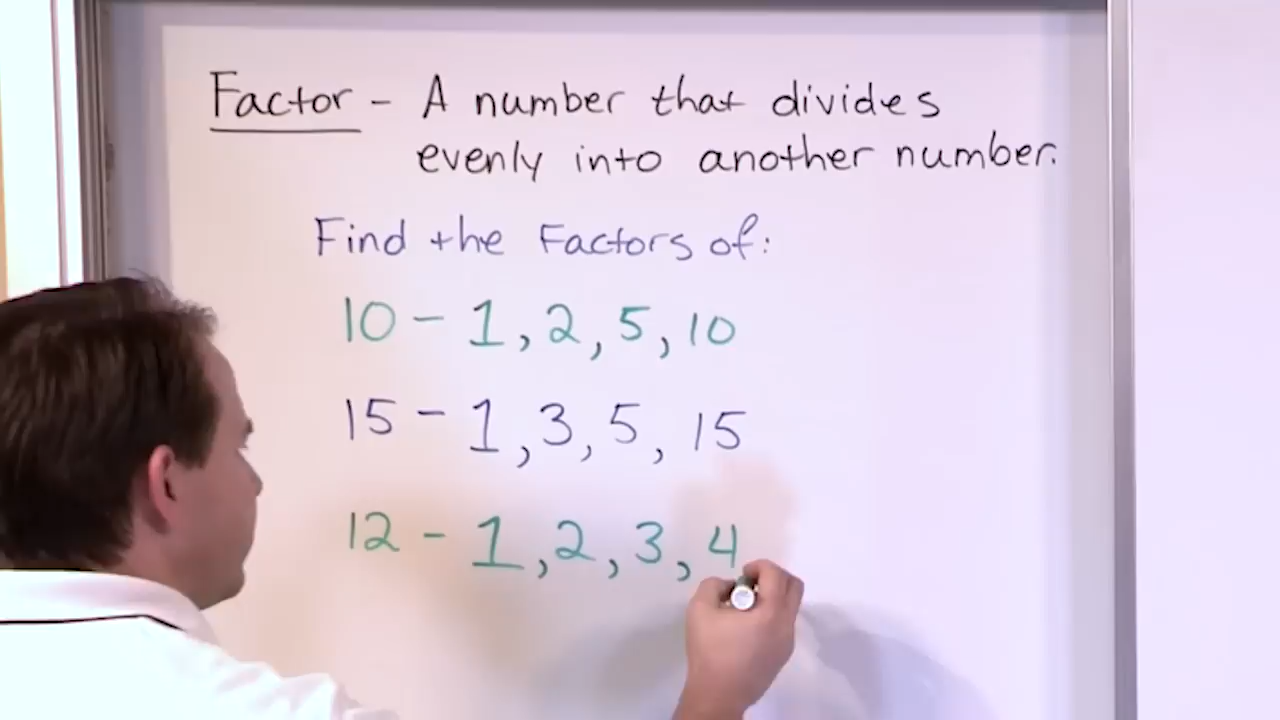 Factor - A number that divides
evenly into another number.
Find the Factors of:
10 - 1, 2, 5, 10
15 - 1, 3, 5, 15
12 - 1, 2, 3, 4